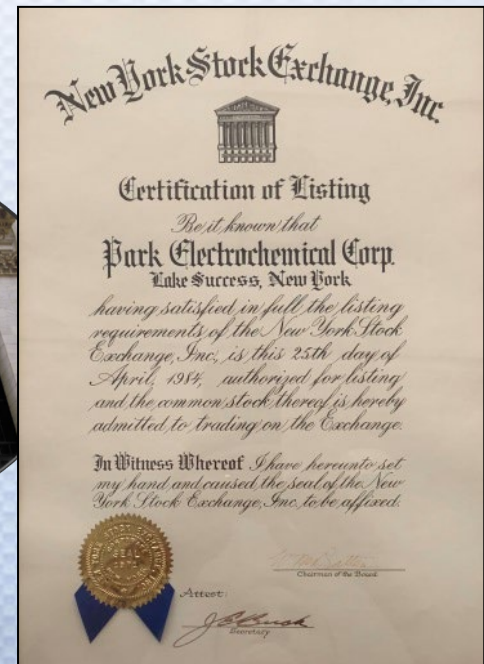 New York Stock Exchange, Inc.
Certification of Listing
Be it known that
Park Electrochemical Corp.
Lake Success, New York
having satisfied in full the listing
requirements of the New York Stock
Exchange, Inc., is this 25th day of
April, 1984, authorized for listing
and the common stock thereof is hereby
admitted to trading on the Exchange.
In Witness Whereof I have hereunto set
my hand and caused the seal of the New
York Stock Exchange, Inc., to be affixed.
Chairman of the Board
Attest:
Secretary